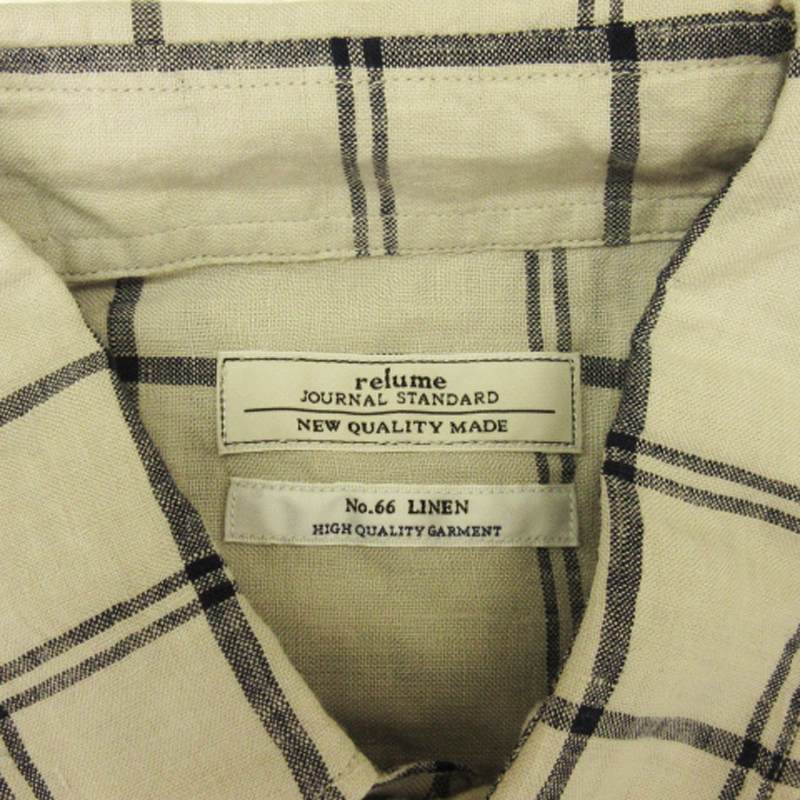 relume
JOURNAL STANDARD
NEW QUALITY MADE
No.66 LINEN
HIGH QUALITY GARMENT